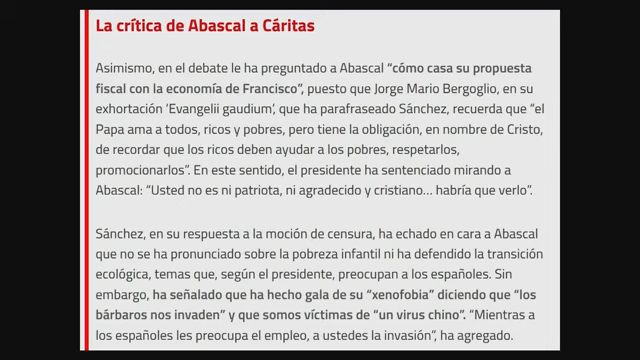 La crítica de Abascal a Cáritas
Asimismo, en el debate le ha preguntado a Abascal “cómo casa su propuesta
fiscal con la economía de Francisco”, puesto que Jorge Mario Bergoglio, en su
exhortación ‘Evangelii gaudium’, que ha parafraseado Sánchez, recuerda que “el
Papa ama a todos, ricos y pobres, pero tiene la obligación, en nombre de Cristo,
de recordar que los ricos deben ayudar a los pobres, respetarlos,
promocionarlos”. En este sentido, el presidente ha sentenciado mirando a
Abascal: “Usted no es ni patriota, ni agradecido y cristiano… habría que verlo”.
Sánchez, en su respuesta a la moción de censura, ha echado en cara a Abascal
que no se ha pronunciado sobre la pobreza infantil ni ha defendido la transición
ecológica, temas que, según el presidente, preocupan a los españoles. Sin
embargo, ha señalado que ha hecho gala de su “xenofobia” diciendo que “los
bárbaros nos invaden” y que somos víctimas de “un virus chino”. “Mientras a
los españoles les preocupa el empleo, a ustedes la invasión”, ha agregado.